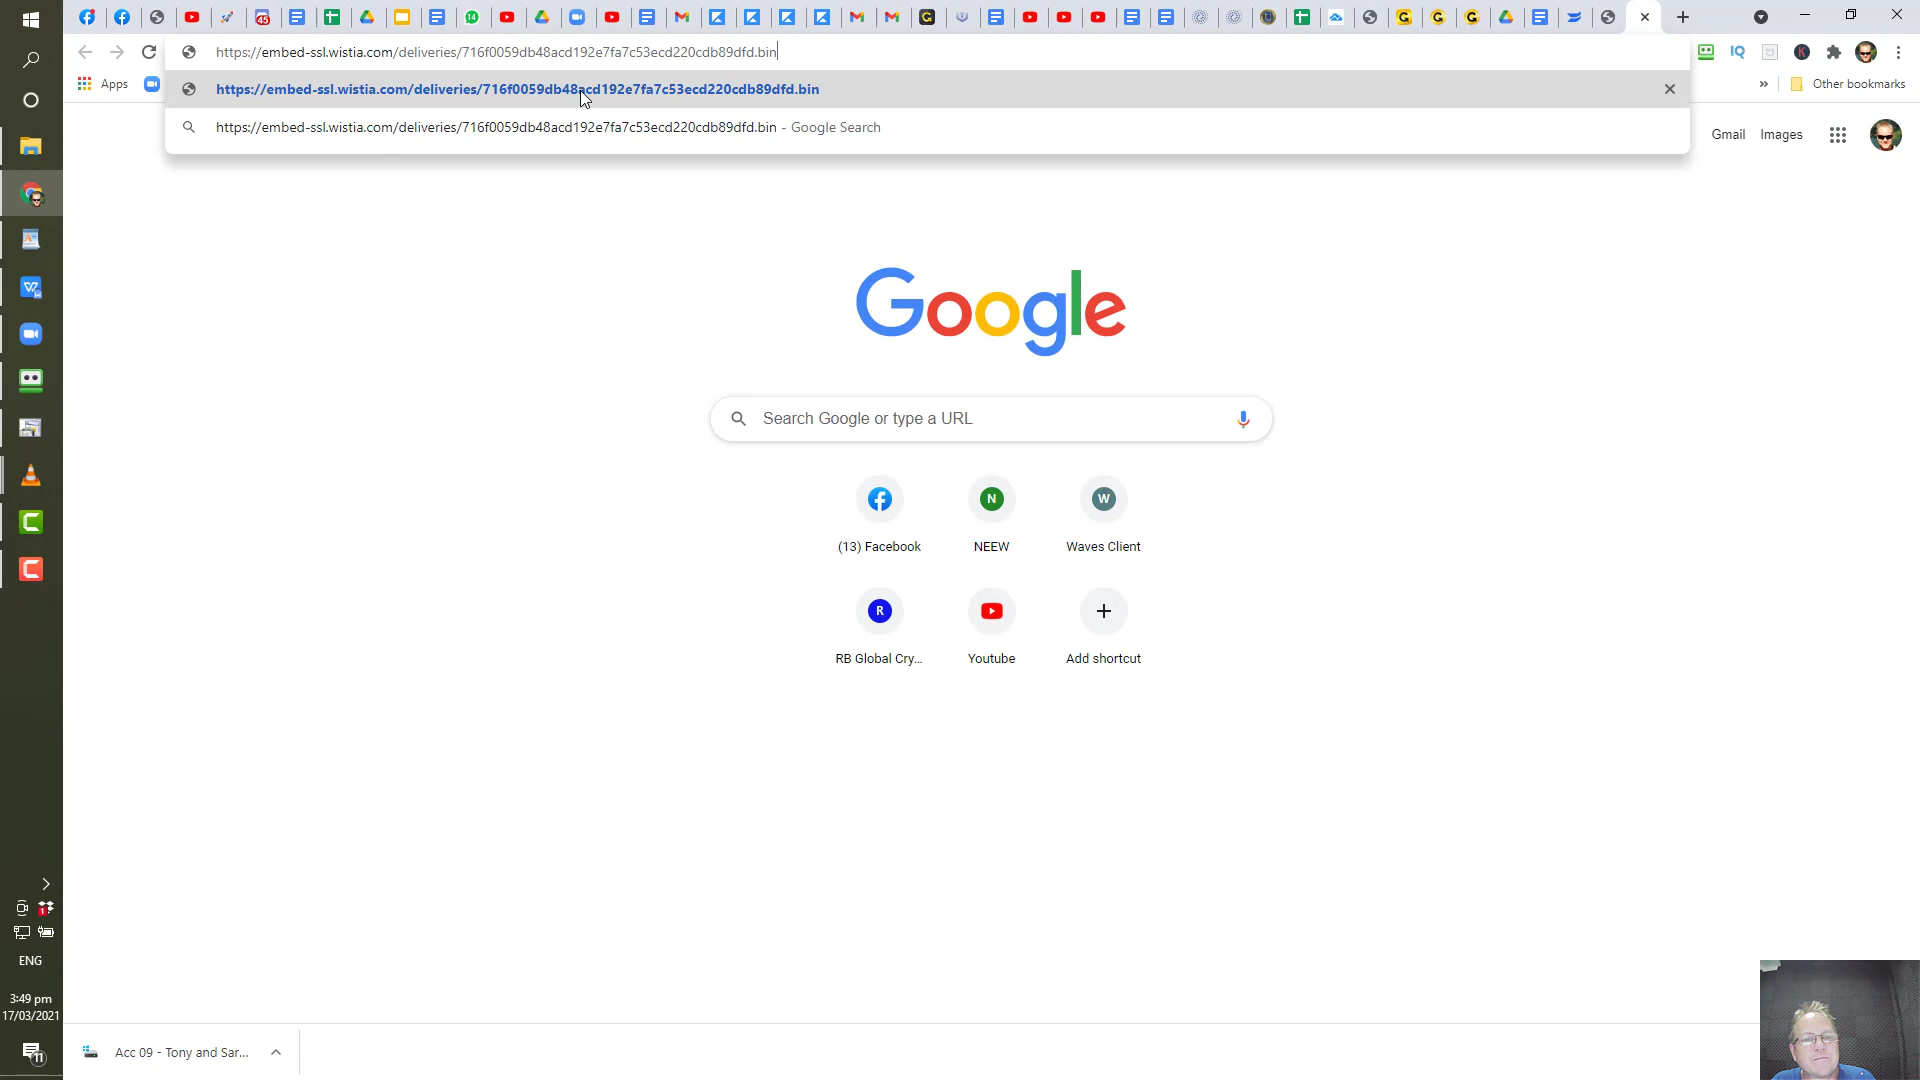 45
14
https://embed-ssl.wistia.com/deliveries/716f0059db48acd192e7fa7c53ecd220cdb89dfd.bin
Apps
https://embed-ssl.wistia.com/deliveries/716f0059db48acd192e7fa7c53ecd220cdb89dfd.bin
Other bookmarks
https://embed-ssl.wistia.com/deliveries/716f0059db48acd192e7fa7c53ecd220cdb89dfd.bin - Google Search
Gmail Images
Google
Search Google or type a URL
N
W
(13) Facebook
NEEW
Waves Client
R
RB Global Cry...
Youtube
Add shortcut
ENG
3:49 pm
17/03/2021
11
Acc 09 - Tony and Sar...